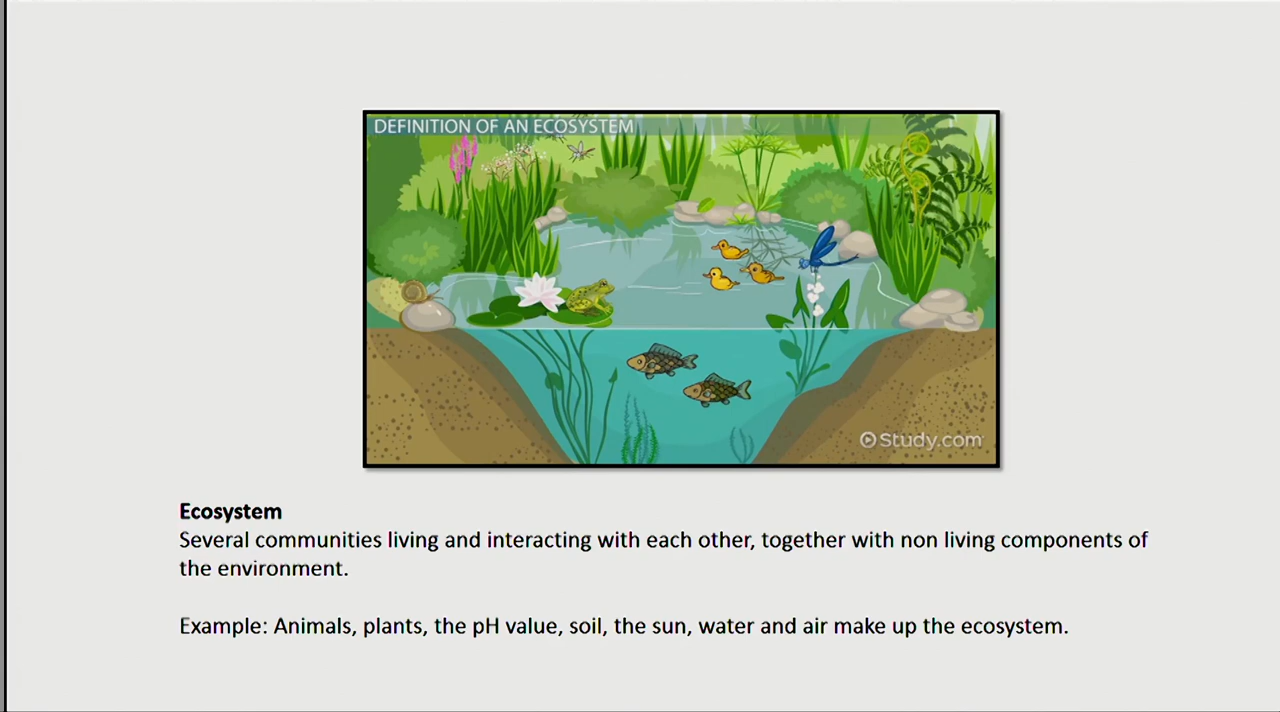 DEFINITION OF AN ECOSYSTEM
Study.com
Ecosystem
Several communities living and interacting with each other, together with non living components of
the environment.
Example: Animals, plants, the pH value, soil, the sun, water and air make up the ecosystem.